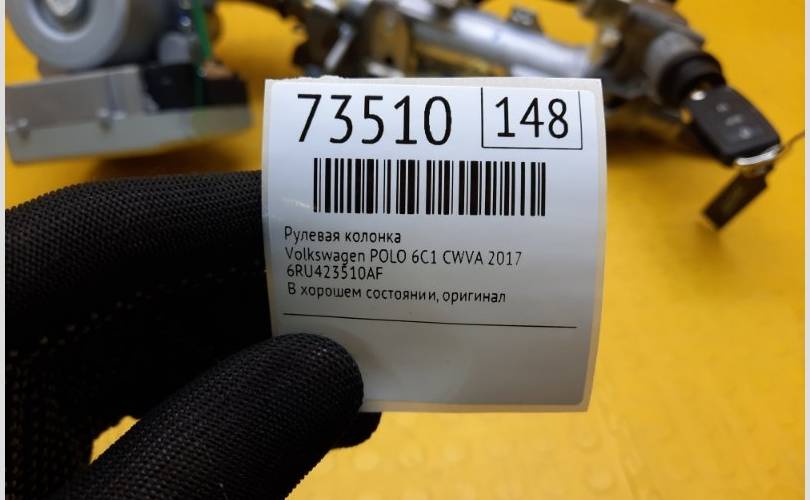 73510 148
Рулевая колонка
Volkswagen POLO 6C1 CWVA 2017
6RU423510AF
В хорошем состоянии, оригинал